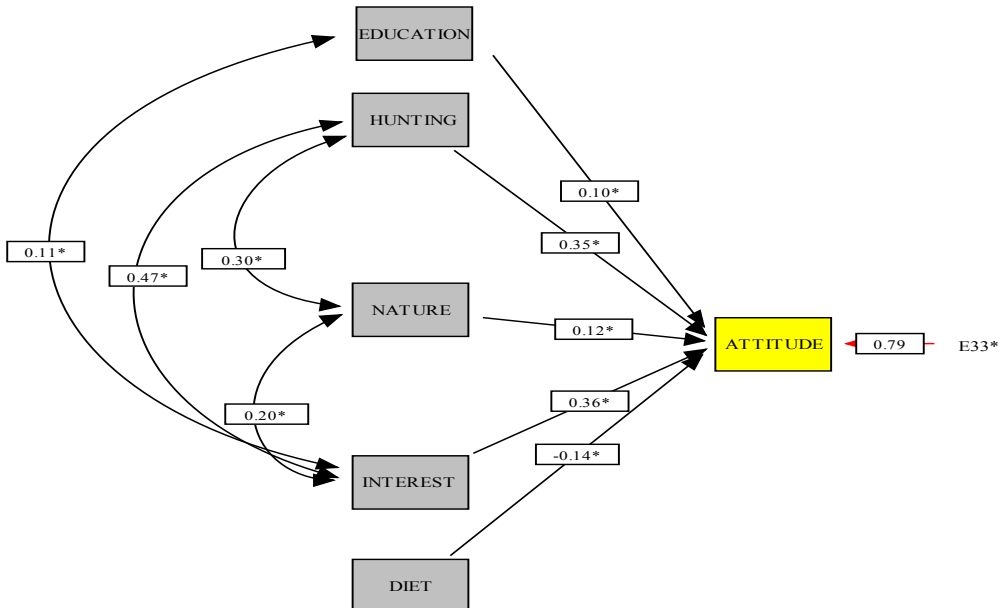 EDUCATION
HUNTING
0.10*
0.35*
0.11*
0.47*
0.30*
NATURE
0.12*
ATTITUDE
0.79
E33*
0.36*
0.20*
-0.14*
INTEREST
DIET